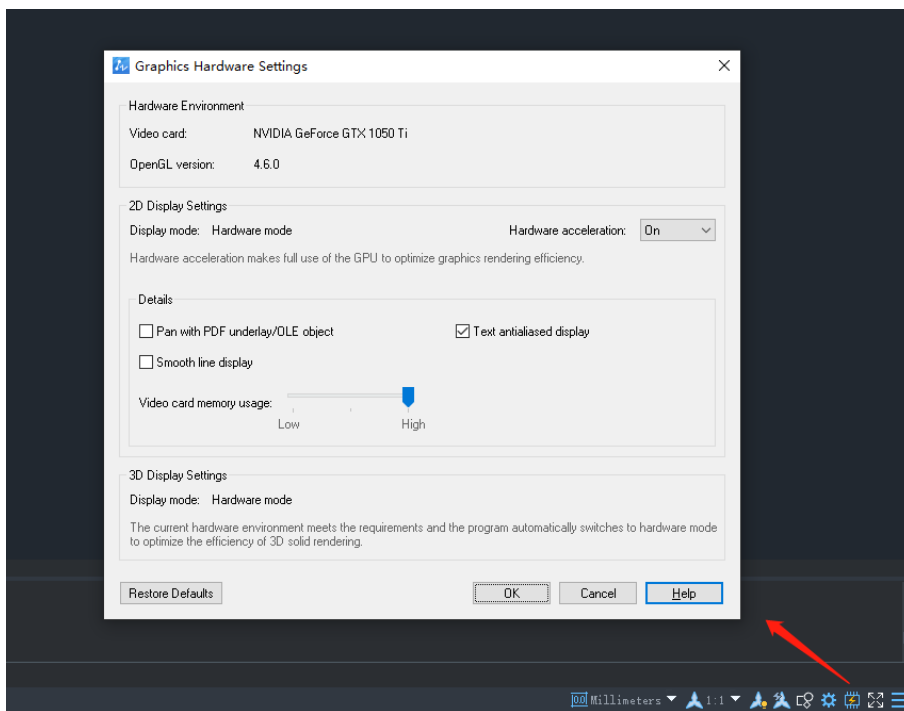 Graphics Hardware Settings
Hardware Environment
Video card: NVIDIA GeForce GTX 1050 Ti
OpenGL version: 4.6.0
2D Display Settings
Display mode: Hardware mode Hardware acceleration: On
Hardware acceleration makes full use of the GPU to optimize graphics rendering efficiency.
Details
Pan with PDF underlay/OLE object Text antialiased display
Smooth line display
Video card memory usage:
Low High
3D Display Settings
Display mode: Hardware mode
The current hardware environment meets the requirements and the program automatically switches to hardware mode
to optimize the efficiency of 3D solid rendering.
Restore Defaults OK Cancel Help
0.0 Millimeters 1:1